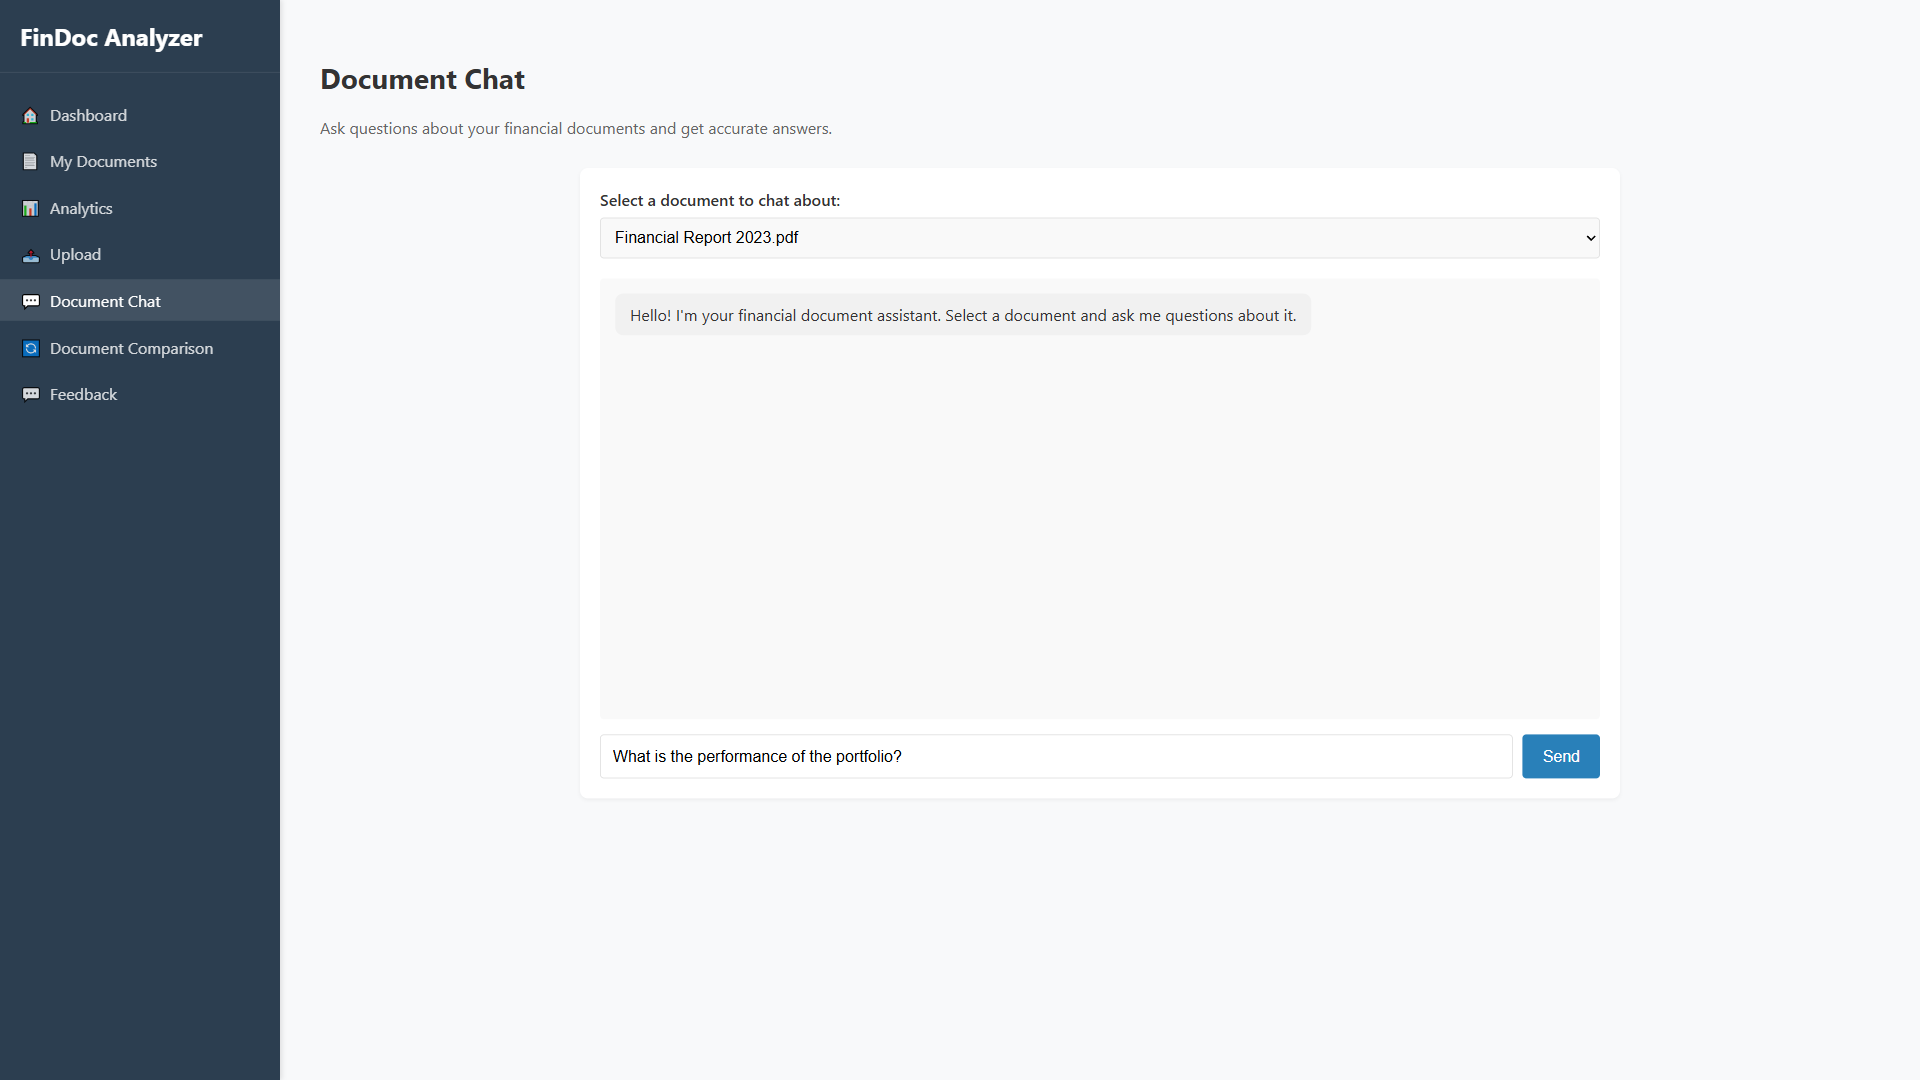 FinDoc Analyzer
Dashboard
My Documents
Analytics
Upload
Document Chat
Document Comparison
Feedback
Document Chat
Ask questions about your financial documents and get accurate answers.
Select a document to chat about:
Financial Report 2023.pdf
Hello! I'm your financial document assistant. Select a document and ask me questions about it.
What is the performance of the portfolio?
Send